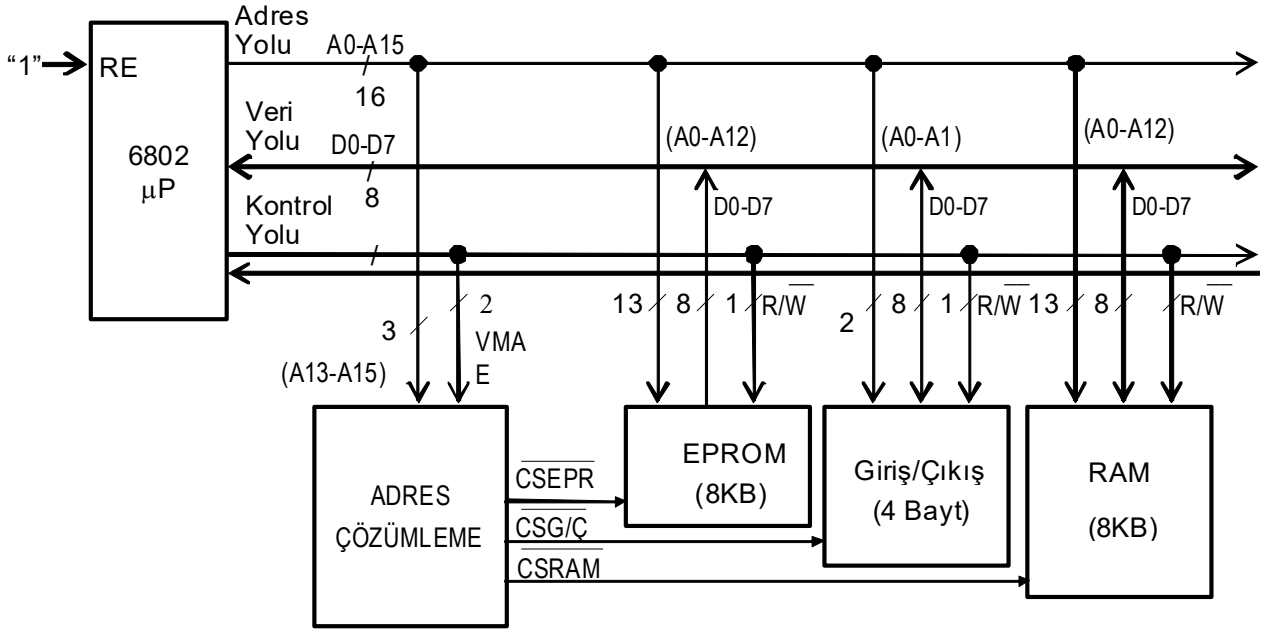 Adres
Yolu
A0-A15
16
“1”
RE
6802
µP
Veri
Yolu
D0-D7
8
Kontrol
Yolu
(A0-A12)
(A0-A1)
(A0-A12)
D0-D7
D0-D7
D0-D7
3
2
VMA
E
(A13-A15)
13
8
1
R/W̅
2
8
1
R/W̅
13
8
R/W̅
ADRES
ÇÖZÜMLEME
CSEPR
CSG/Ç
CSRAM
EPROM
(8KB)
Giriş/Çıkış
(4 Bayt)
RAM
(8KB)